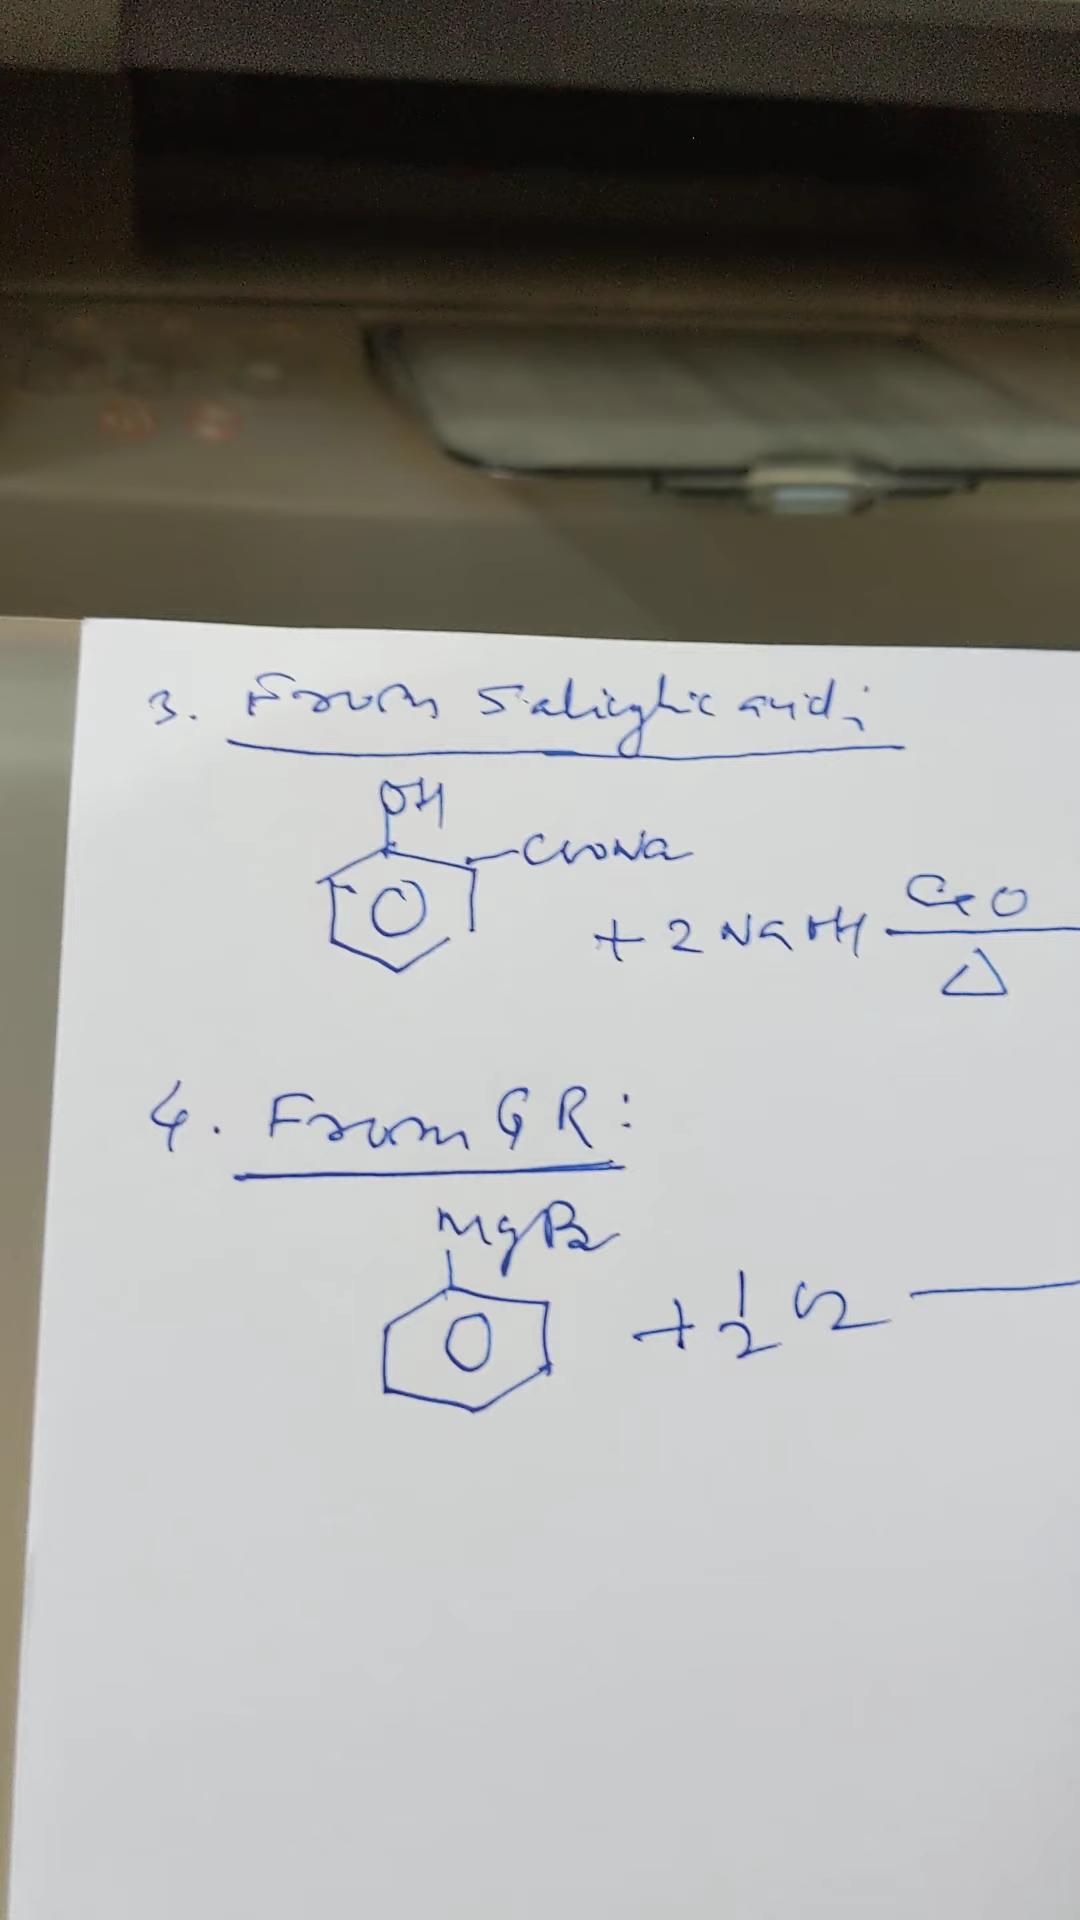 3. From Salicylic acid;
OH
COONa
+ 2 NaOH CaO
Δ
4. From GR:
MgBr
+ 1/2 O2